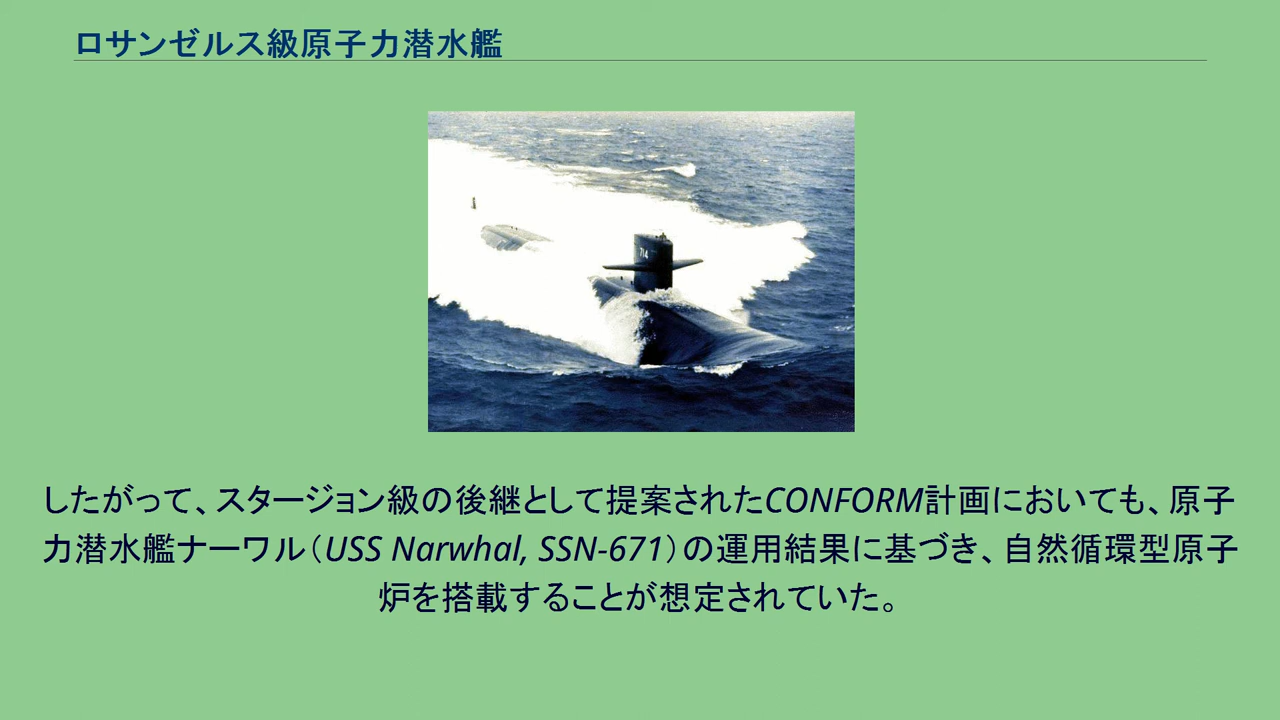 ロサンゼルス級原子力潜水艦
714
したがって、スタージョン級の後継として提案されたCONFORM計画においても、原子
力潜水艦ナーワル（USS Narwhal, SSN-671）の運用結果に基づき、自然循環型原子
炉を搭載することが想定されていた。